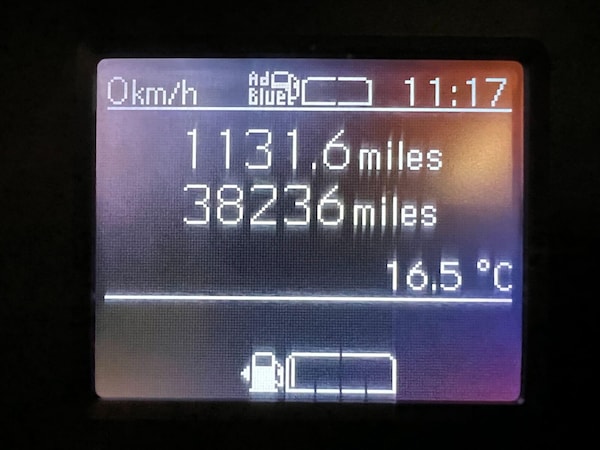 0km/h Ad Blue 11:17
1131.6 miles
38236 miles
16.5 °C